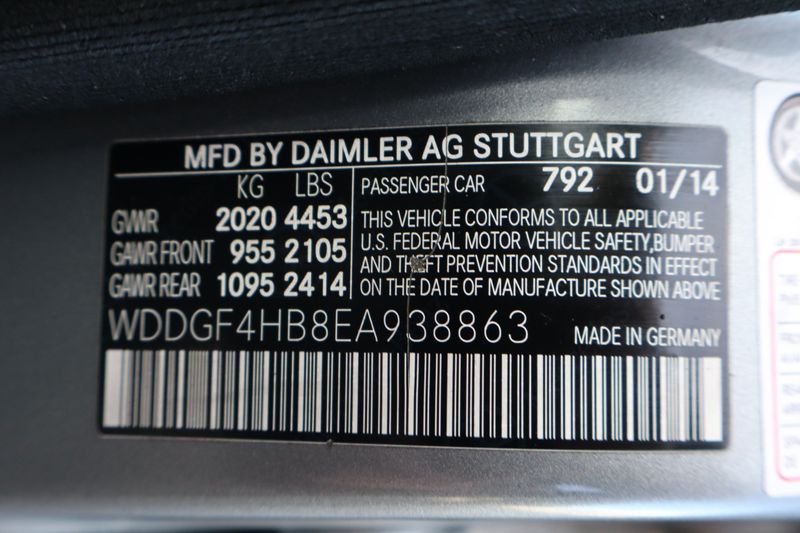 MFD BY DAIMLER AG STUTTGART
KG LBS
GVWR 2020 4453
GAWR FRONT 955 2105
GAWR REAR 1095 2414
PASSENGER CAR 792 01/14
THIS VEHICLE CONFORMS TO ALL APPLICABLE
U.S. FEDERAL MOTOR VEHICLE SAFETY,BUMPER
AND THEFT PREVENTION STANDARDS IN EFFECT
ON THE DATE OF MANUFACTURE SHOWN ABOVE
WDDGF4HB8EA938863
MADE IN GERMANY